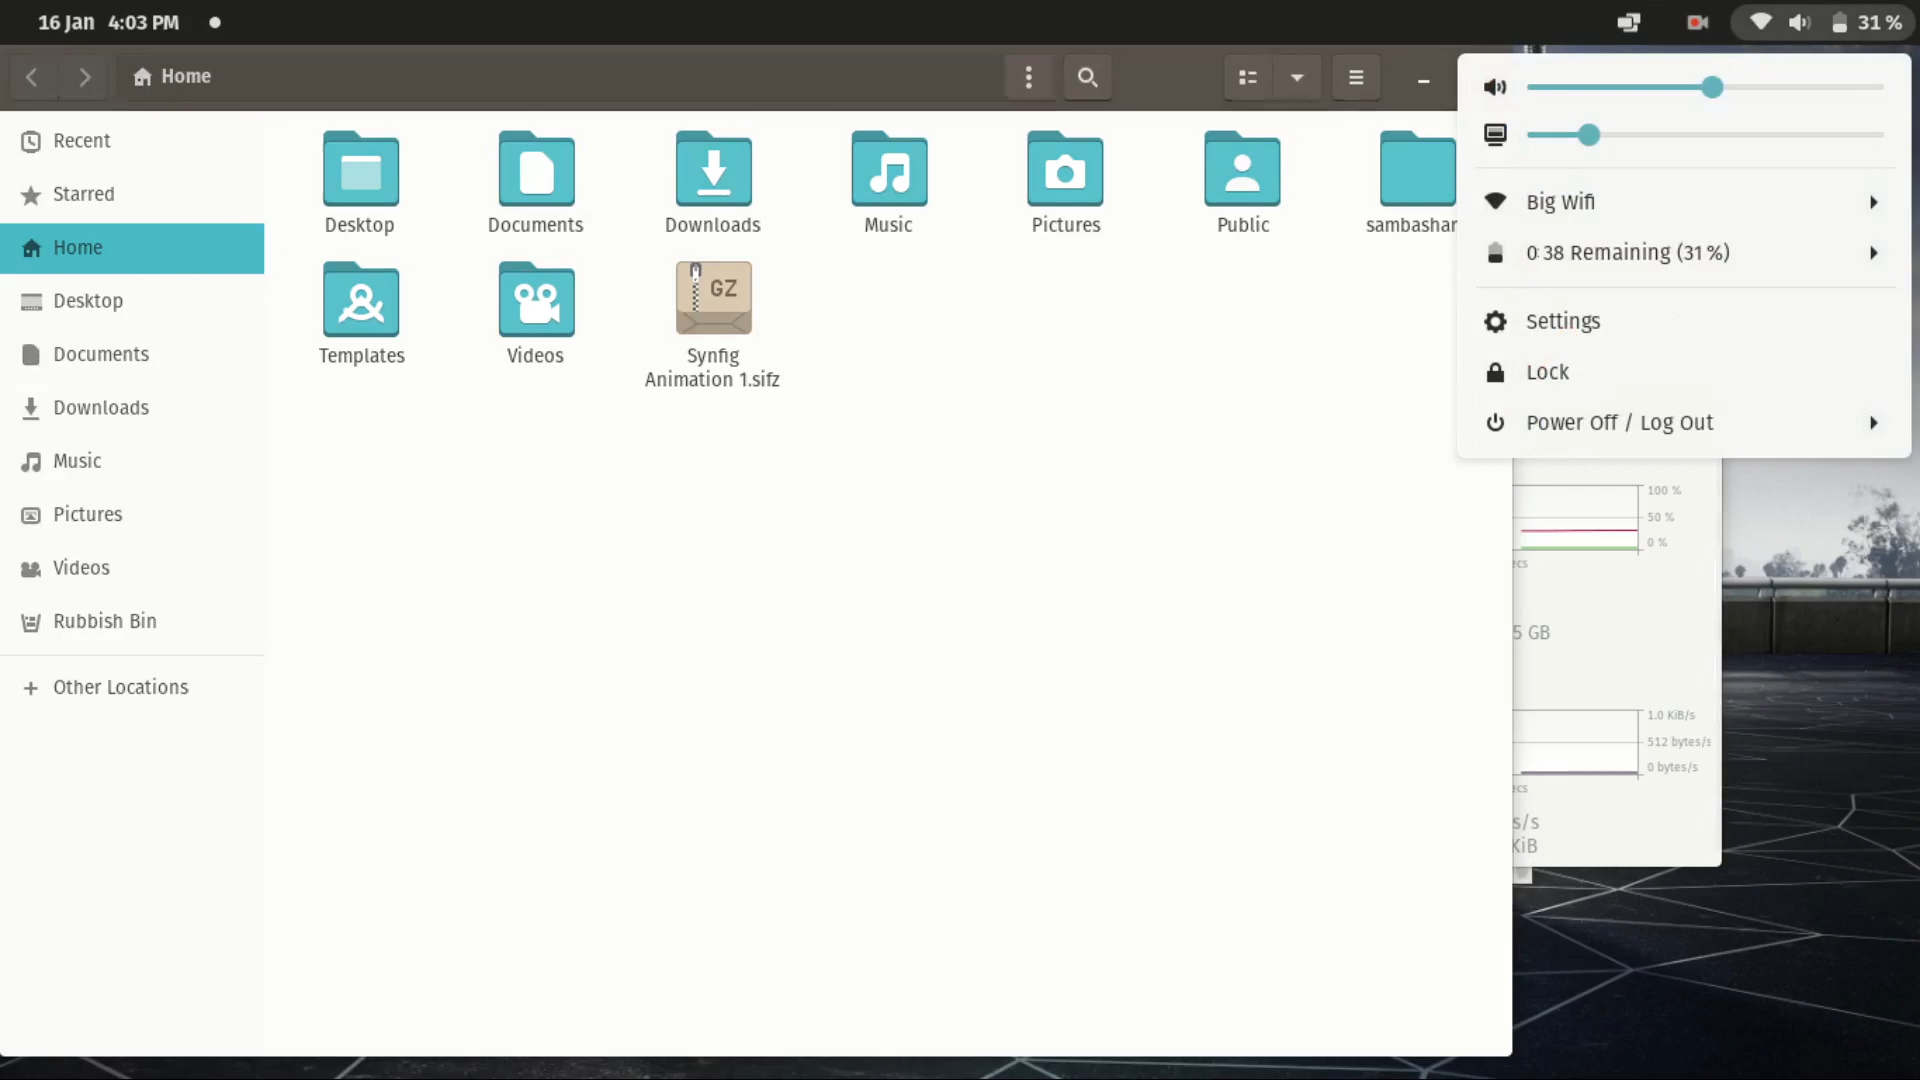 16 Jan 4:03 PM
31 %
Home
Recent
Starred
Home
Desktop
Documents
Downloads
Music
Pictures
Videos
Rubbish Bin
Other Locations
Desktop
Documents
Downloads
Music
Pictures
Public
sambashar
Templates
Videos
GZ
Synfig
Animation 1.sifz
Big Wifi
0:38 Remaining (31 %)
Settings
Lock
Power Off / Log Out
100 %
50 %
0 %
ecs
5 GB
1.0 KiB/s
512 bytes/s
0 bytes/s
ecs
s/s
KiB